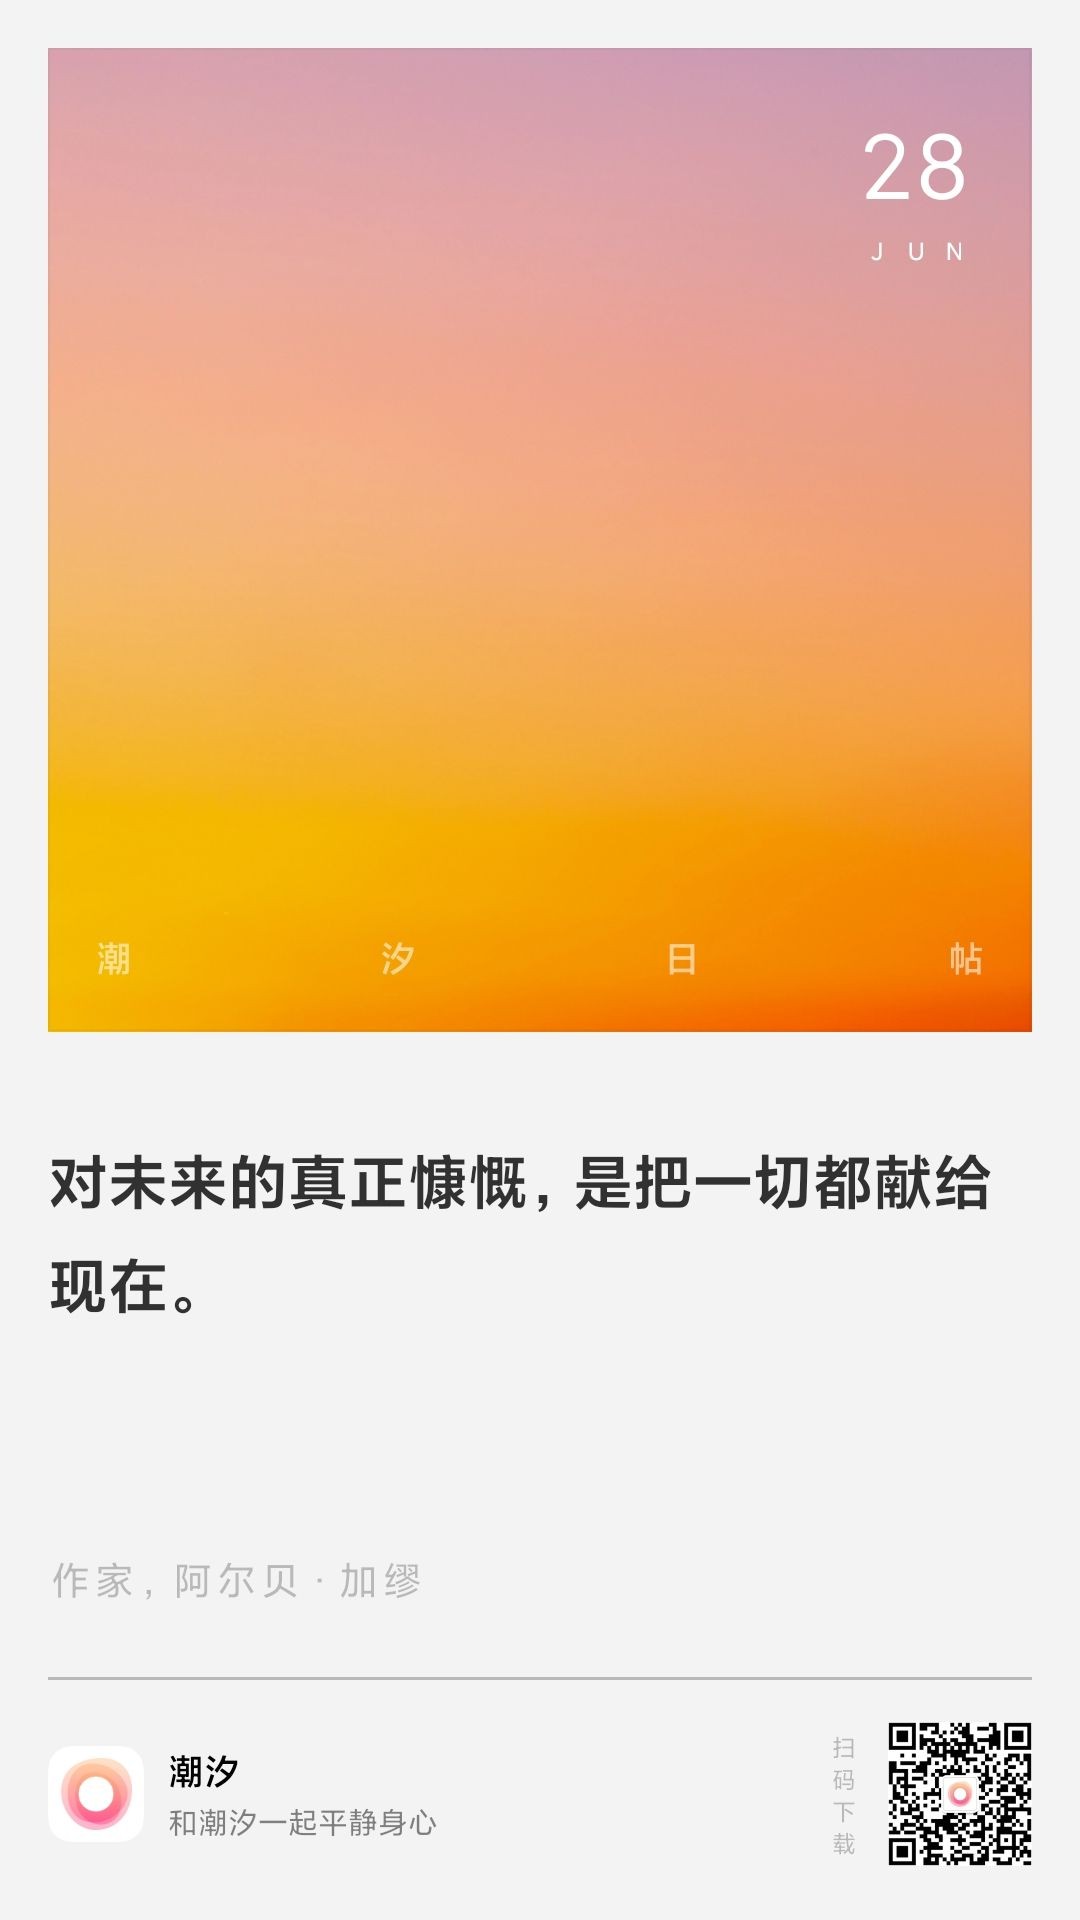 28
JUN
潮汐日帖
对未来的真正慷慨，是把一切都献给
现在。
作家，阿尔贝·加缪
潮汐
和潮汐一起平静身心
扫码下载